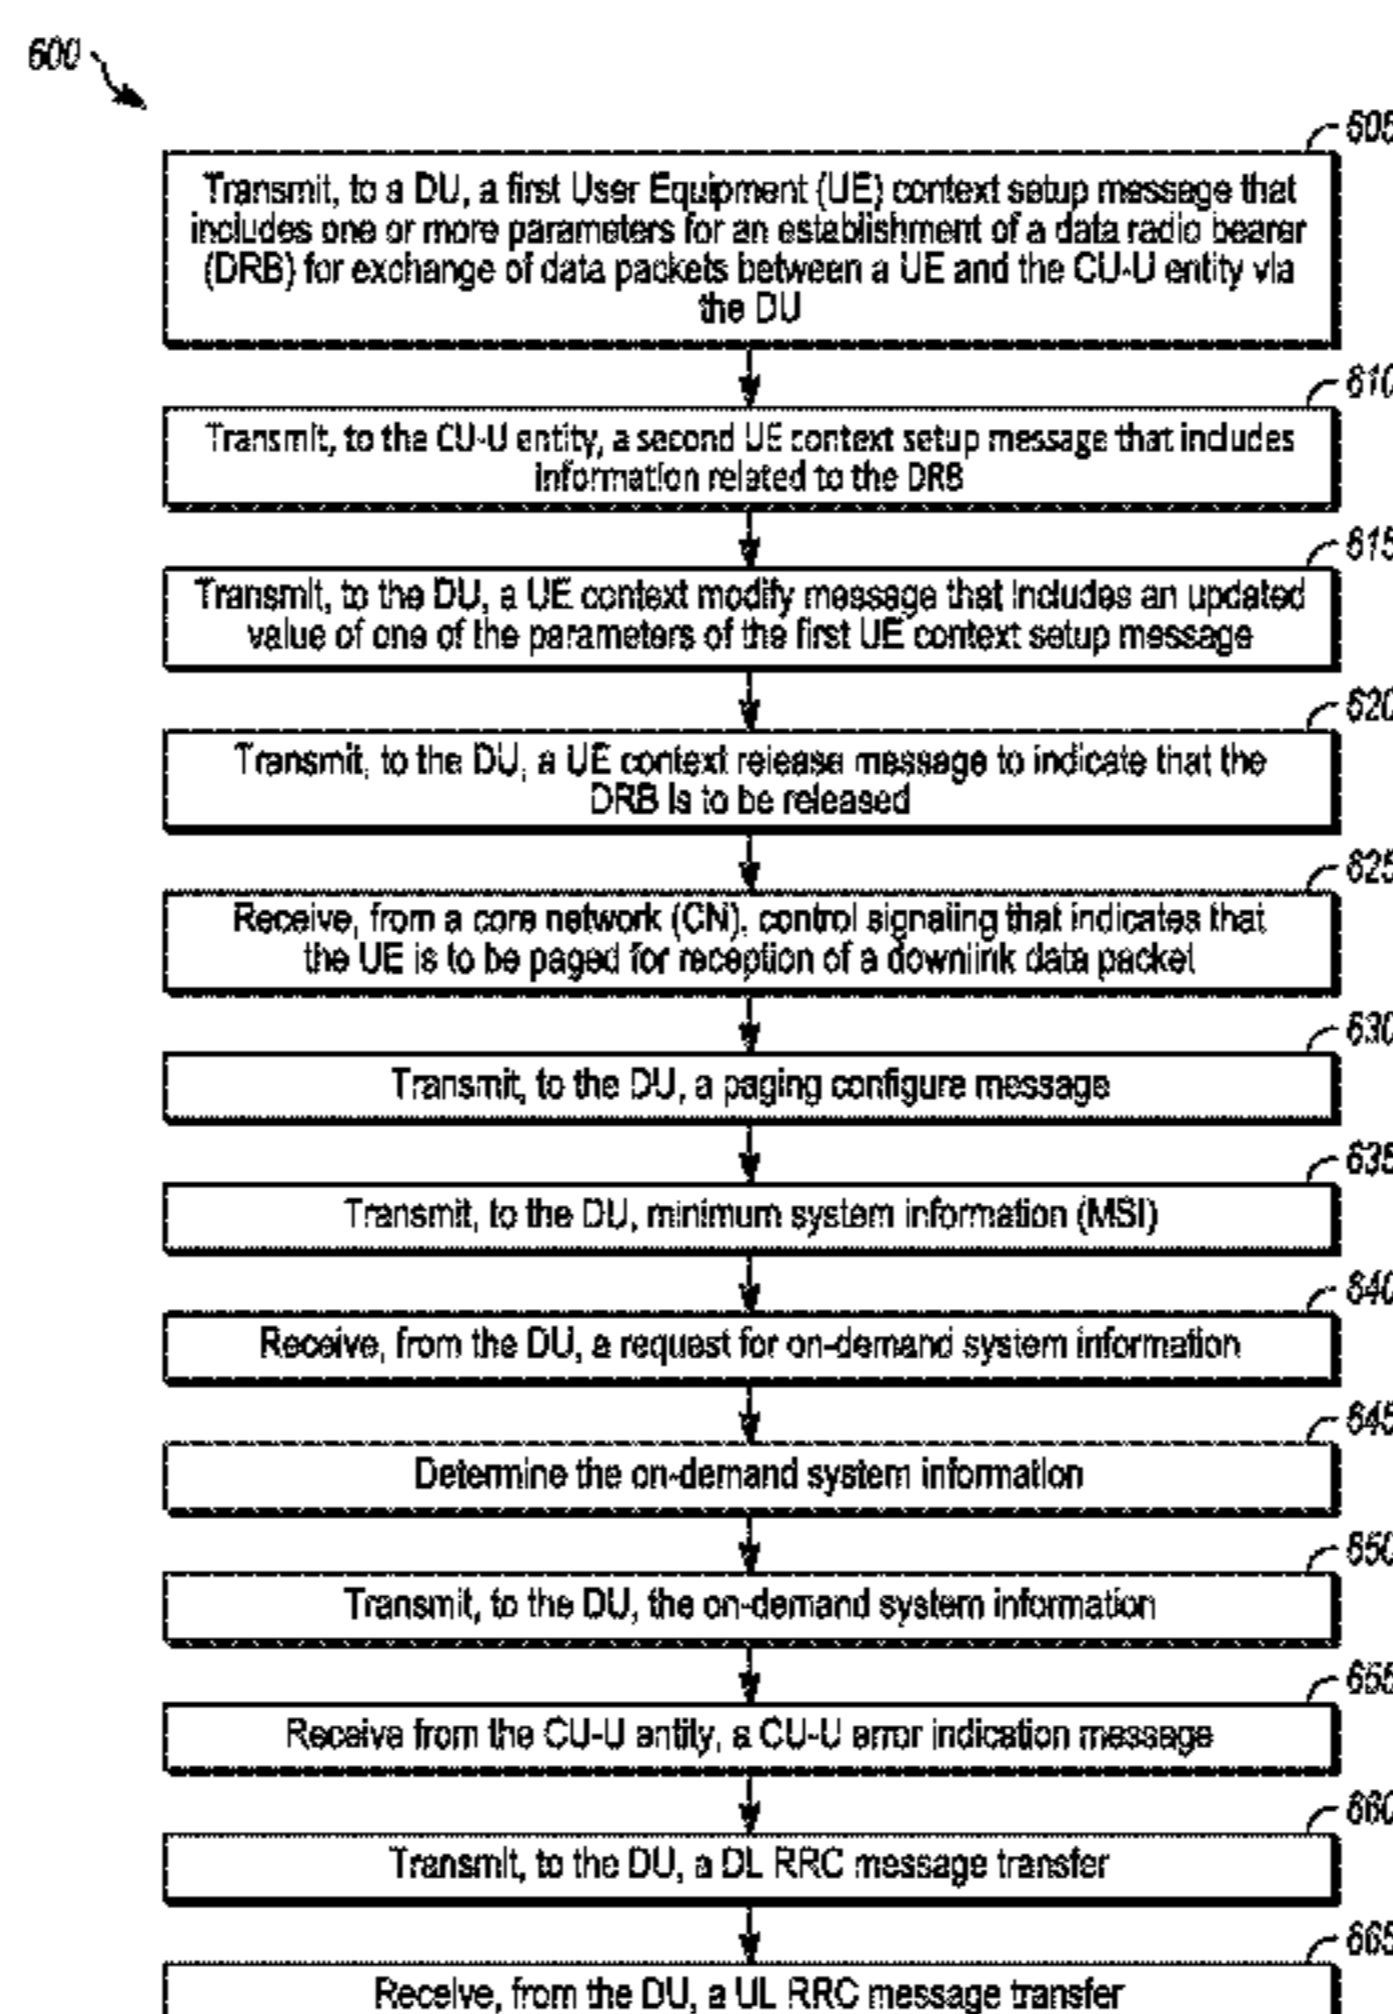 600
605
Transmit, to a DU, a first User Equipment (UE) context setup message that
includes one or more parameters for an establishment of a data radio bearer
(DRB) for exchange of data packets between a UE and the CU-U entity via
the DU
610
Transmit, to the CU-U entity, a second UE context setup message that includes
information related to the DRB
615
Transmit, to the DU, a UE context modify message that includes an updated
value of one of the parameters of the first UE context setup message
620
Transmit, to the DU, a UE context release message to indicate that the
DRB is to be released
625
Receive, from a core network (CN), control signaling that indicates that
the UE is to be paged for reception of a downlink data packet
630
Transmit, to the DU, a paging configure message
635
Transmit, to the DU, minimum system information (MSI)
640
Receive, from the DU, a request for on-demand system information
645
Determine the on-demand system information
650
Transmit, to the DU, the on-demand system information
655
Receive from the CU-U entity, a CU-U error indication message
660
Transmit, to the DU, a DL RRC message transfer
665
Receive, from the DU, a UL RRC message transfer